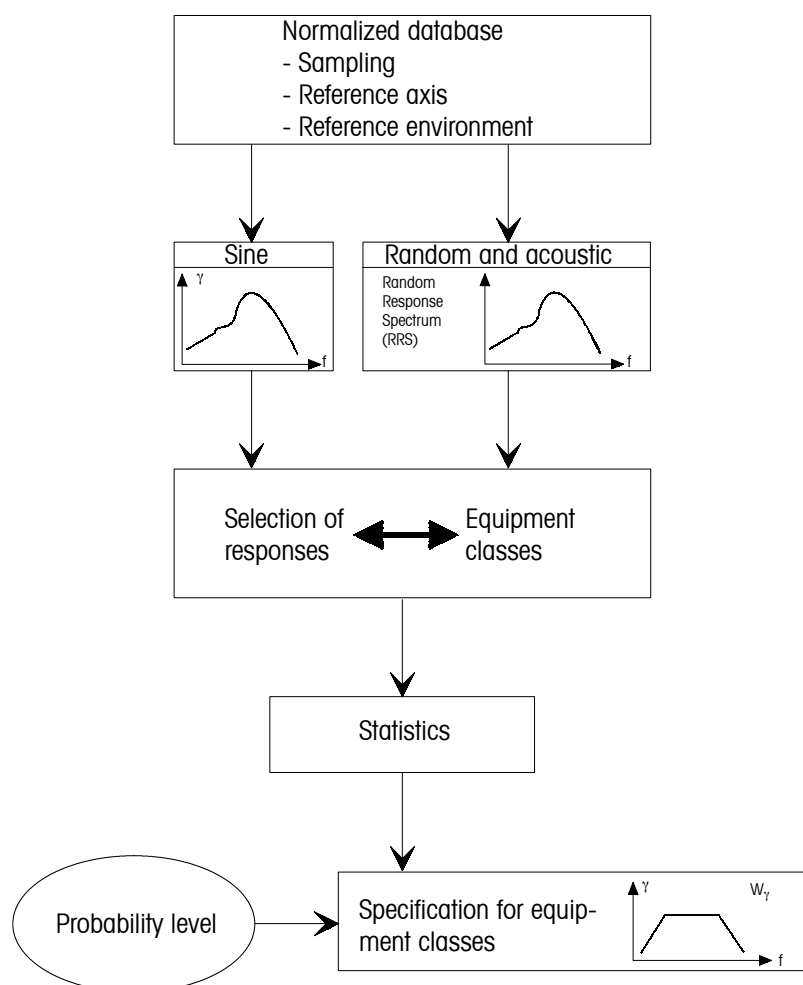 Normalized database
- Sampling
- Reference axis
- Reference environment
Sine
γ
f
Random and acoustic
Random
Response
Spectrum
(RRS)
f
Selection of
responses
Equipment
classes
Statistics
Probability level
Specification for equip-
ment classes
γ
Wγ
f